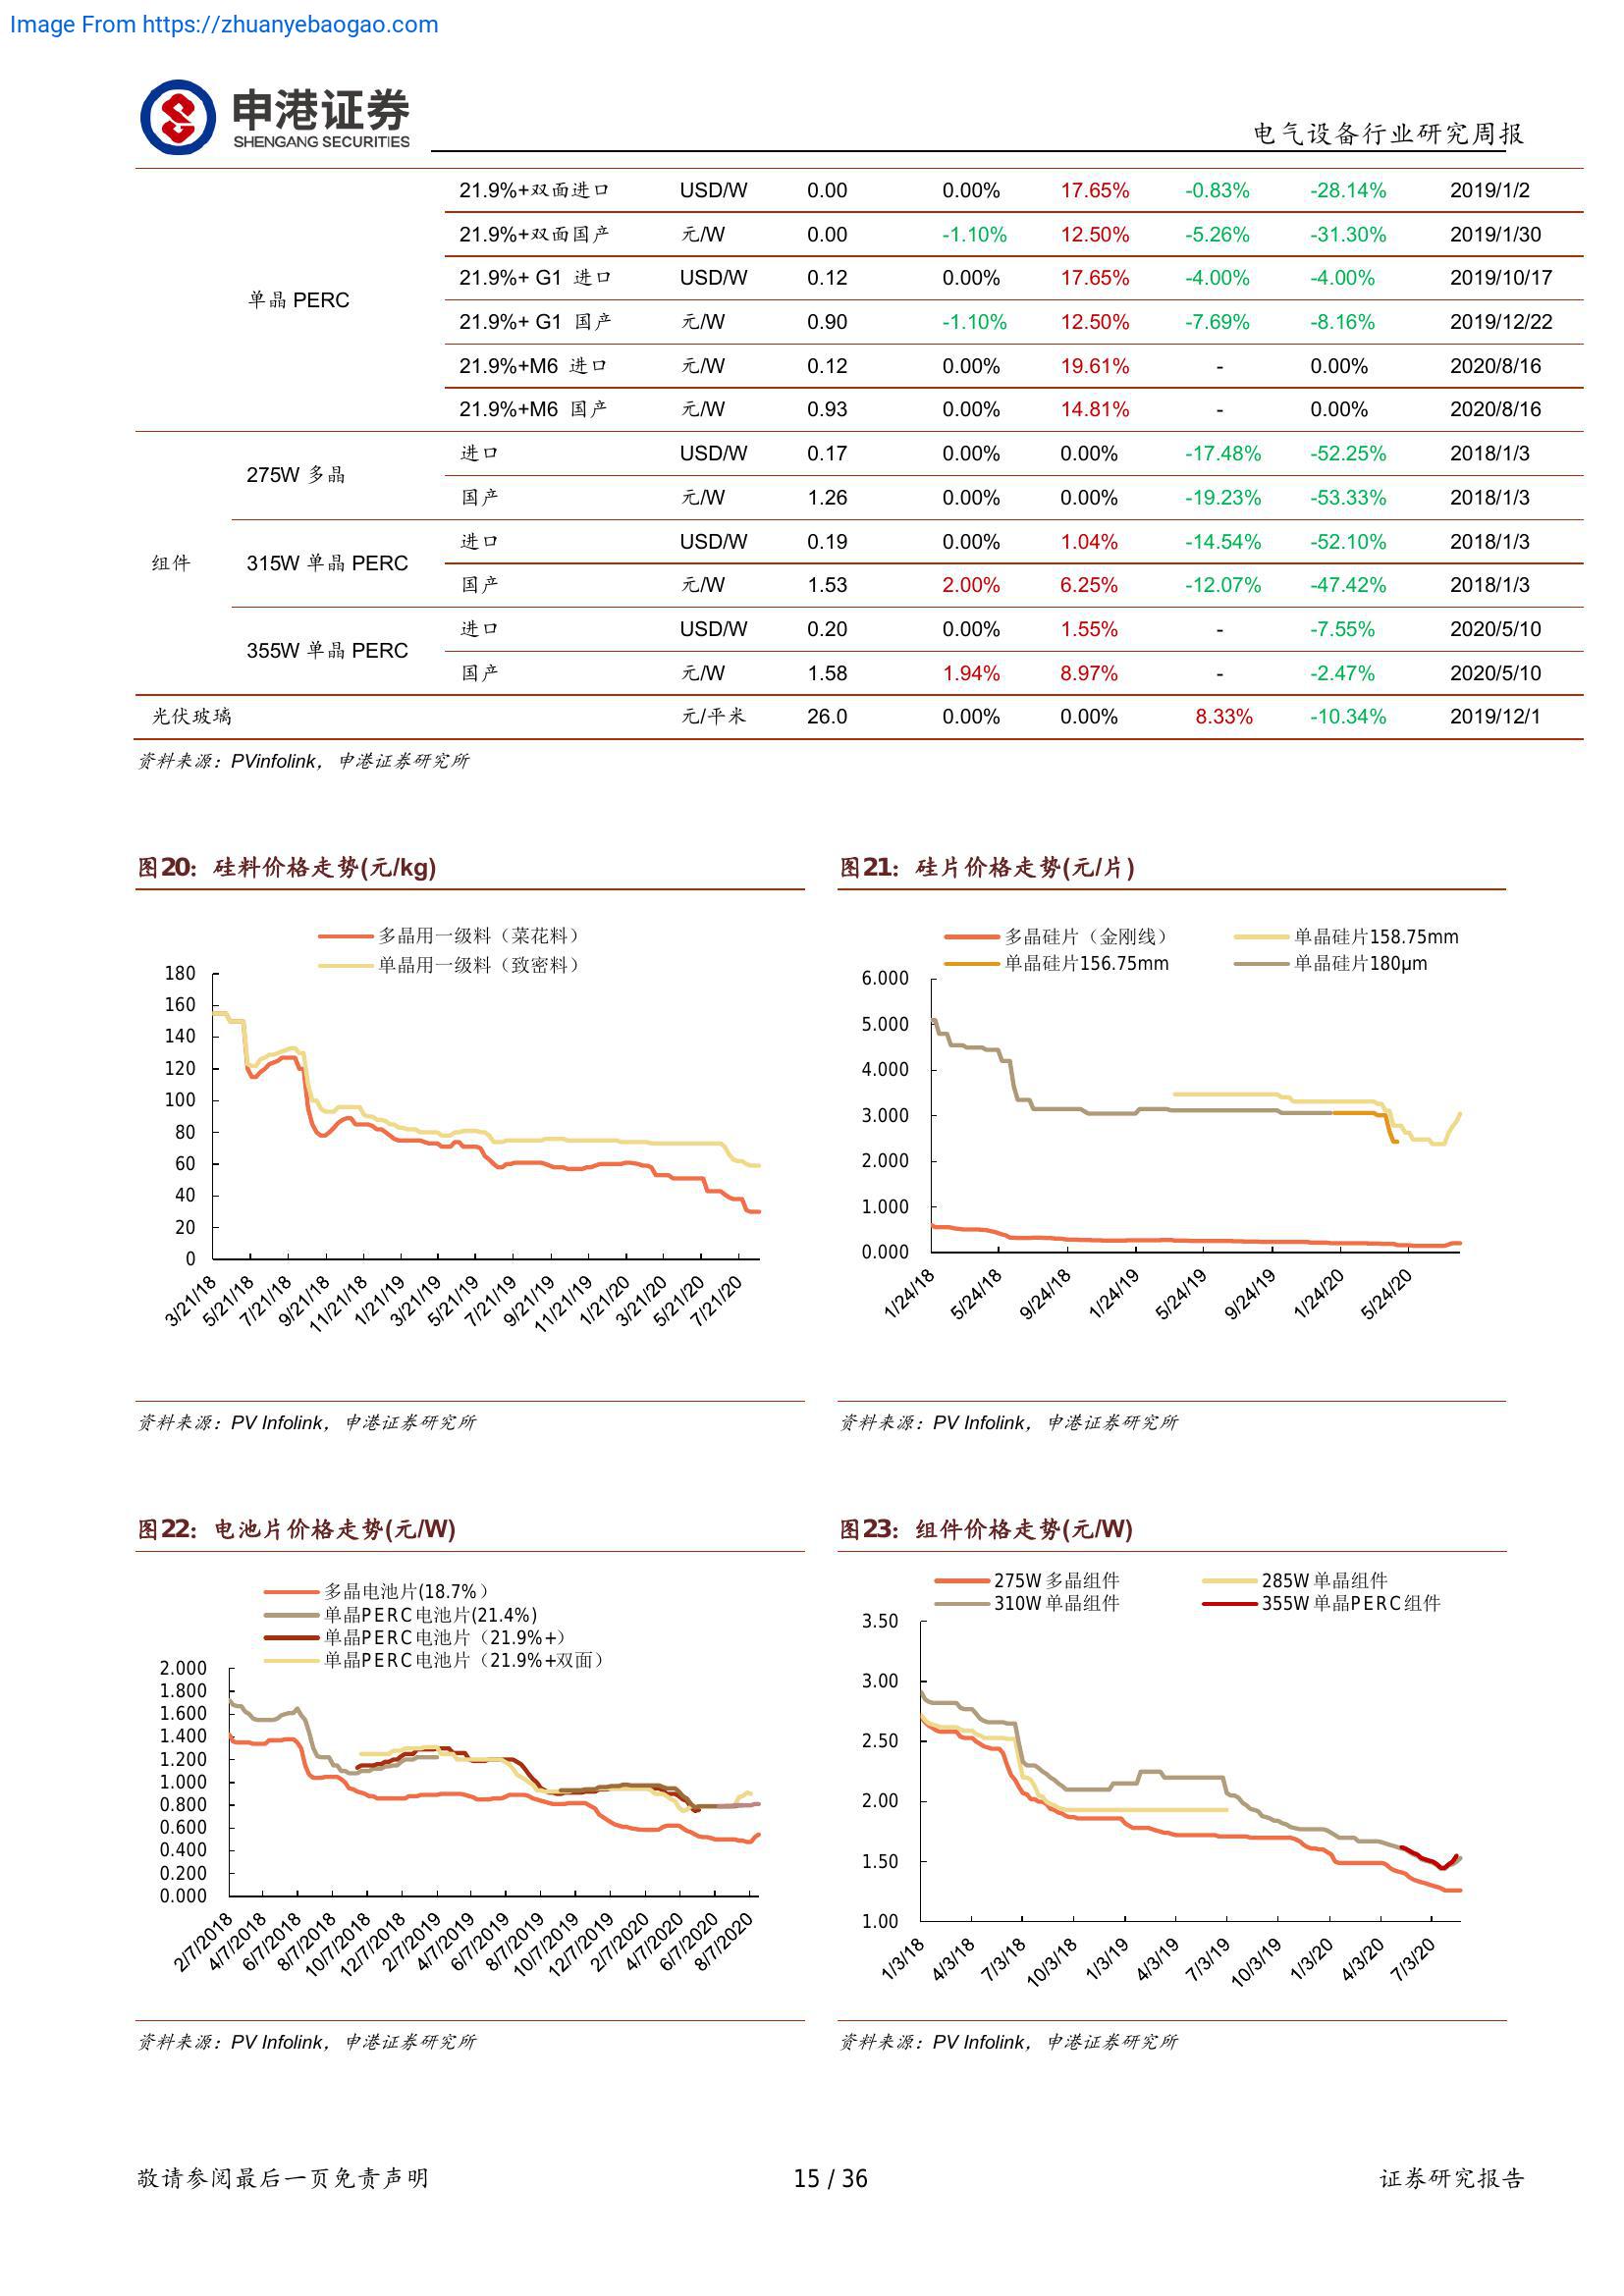 Image From https://zhuanyebaogao.com
申港证券
SHENGANG SECURITIES
电气设备行业研究周报
21.9%+双面进口 USD/W 0.00 0.00% 17.65% -0.83% -28.14% 2019/1/2
21.9%+双面国产 元/W 0.00 -1.10% 12.50% -5.26% -31.30% 2019/1/30
21.9%+ G1 进口 USD/W 0.12 0.00% 17.65% -4.00% -4.00% 2019/10/17
单晶 PERC
21.9%+ G1 国产 元/W 0.90 -1.10% 12.50% -7.69% -8.16% 2019/12/22
21.9%+M6 进口 元/W 0.12 0.00% 19.61% - 0.00% 2020/8/16
21.9%+M6 国产 元/W 0.93 0.00% 14.81% - 0.00% 2020/8/16
进口 USD/W 0.17 0.00% 0.00% -17.48% -52.25% 2018/1/3
275W 多晶
国产 元/W 1.26 0.00% 0.00% -19.23% -53.33% 2018/1/3
进口 USD/W 0.19 0.00% 1.04% -14.54% -52.10% 2018/1/3
组件 315W 单晶 PERC
国产 元/W 1.53 2.00% 6.25% -12.07% -47.42% 2018/1/3
进口 USD/W 0.20 0.00% 1.55% - -7.55% 2020/5/10
355W 单晶 PERC
国产 元/W 1.58 1.94% 8.97% - -2.47% 2020/5/10
光伏玻璃 元/平米 26.0 0.00% 0.00% 8.33% -10.34% 2019/12/1
资料来源：PVinfolink，申港证券研究所
图20：硅料价格走势(元/kg)
多晶用一级料（菜花料）
单晶用一级料（致密料）
180
160
140
120
100
80
60
40
20
0
3/21/18 5/21/18 7/21/18 9/21/18 11/21/18 1/21/19 3/21/19 5/21/19 7/21/19 9/21/19 11/21/19 1/21/20 3/21/20 5/21/20 7/21/20
资料来源：PV Infolink，申港证券研究所
图21：硅片价格走势(元/片)
多晶硅片（金刚线） 单晶硅片158.75mm
单晶硅片156.75mm 单晶硅片180μm
6.000
5.000
4.000
3.000
2.000
1.000
0.000
1/24/18 5/24/18 9/24/18 1/24/19 5/24/19 9/24/19 1/24/20 5/24/20
资料来源：PV Infolink，申港证券研究所
图22：电池片价格走势(元/W)
多晶电池片(18.7%）
单晶PERC电池片(21.4%)
单晶PERC电池片（21.9%+）
单晶PERC电池片（21.9%+双面）
2.000
1.800
1.600
1.400
1.200
1.000
0.800
0.600
0.400
0.200
0.000
2/7/2018 4/7/2018 6/7/2018 8/7/2018 10/7/2018 12/7/2018 2/7/2019 4/7/2019 6/7/2019 8/7/2019 10/7/2019 12/7/2019 2/7/2020 4/7/2020 6/7/2020 8/7/2020
资料来源：PV Infolink，申港证券研究所
图23：组件价格走势(元/W)
275W多晶组件 285W单晶组件
310W单晶组件 355W单晶PERC组件
3.50
3.00
2.50
2.00
1.50
1.00
1/3/18 4/3/18 7/3/18 10/3/18 1/3/19 4/3/19 7/3/19 10/3/19 1/3/20 4/3/20 7/3/20
资料来源：PV Infolink，申港证券研究所
敬请参阅最后一页免责声明 15 / 36 证券研究报告